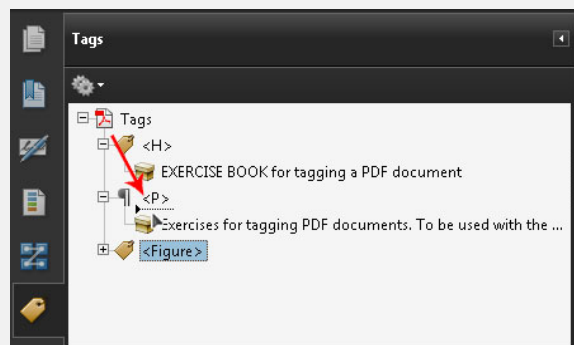 Tags
Tags
<H>
EXERCISE BOOK for tagging a PDF document
<P>
Exercises for tagging PDF documents. To be used with the ...
<Figure>